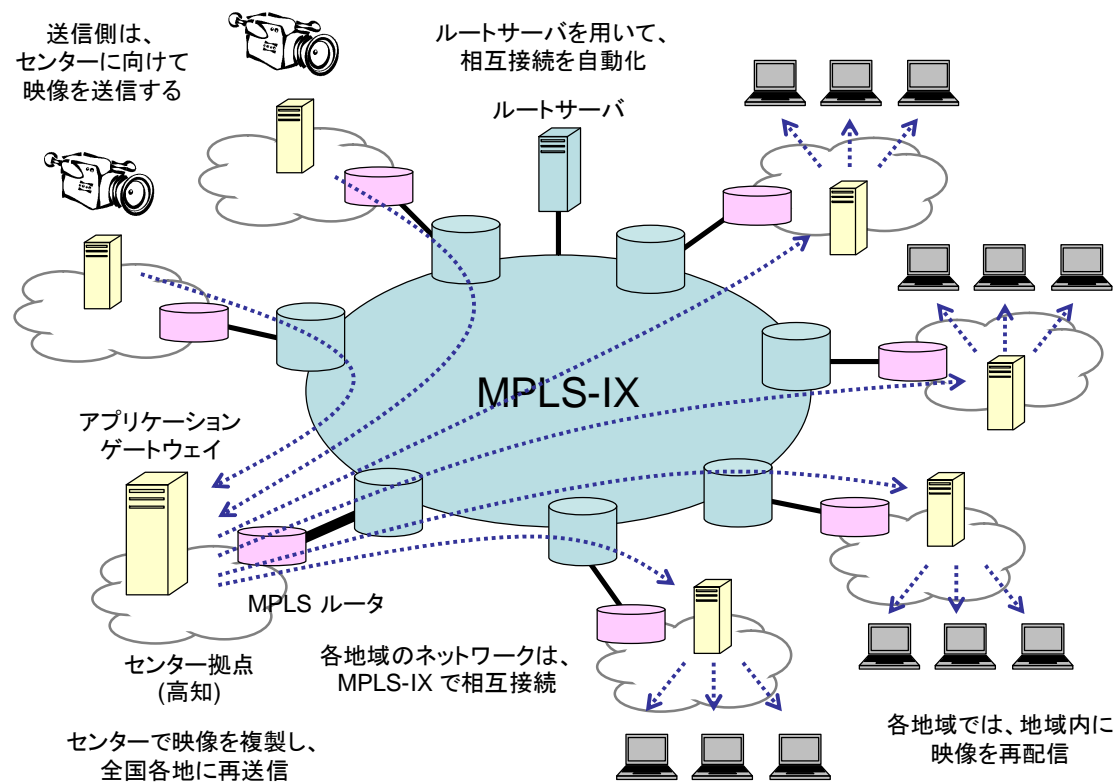 送信側は、
センターに向けて
映像を送信する
ルートサーバを用いて、
相互接続を自動化
ルートサーバ
MPLS-IX
アプリケーション
ゲートウェイ
MPLS ルータ
センター拠点
(高知)
各地域のネットワークは、
MPLS-IX で相互接続
センターで映像を複製し、
全国各地に再送信
各地域では、地域内に
映像を再配信